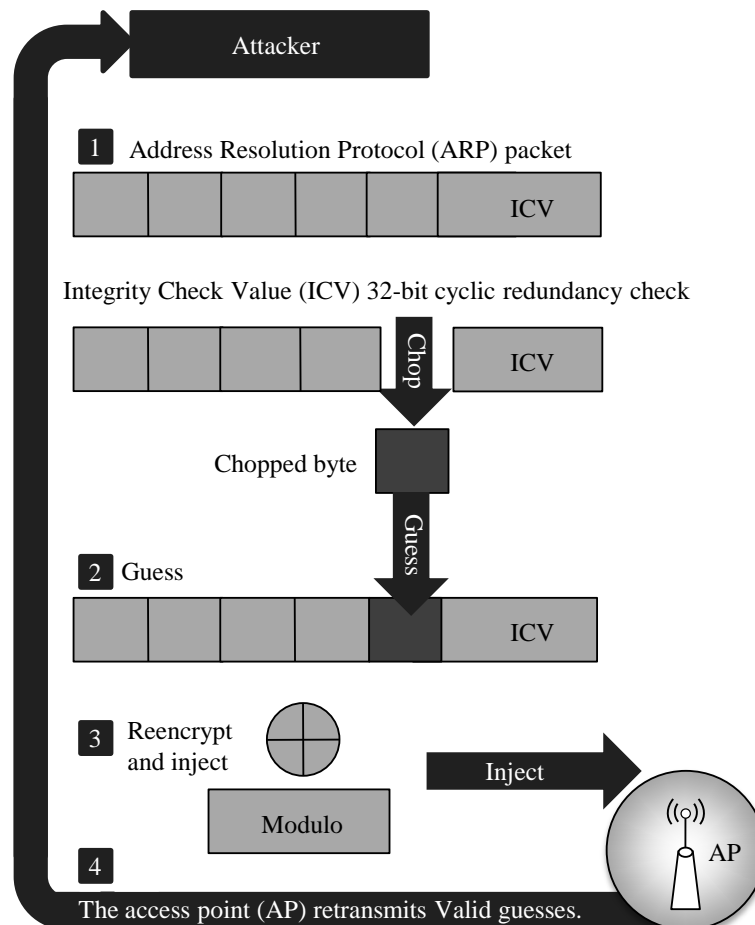 Attacker
1 Address Resolution Protocol (ARP) packet
ICV
Integrity Check Value (ICV) 32-bit cyclic redundancy check
Chop
ICV
Chopped byte
Guess
2 Guess
ICV
3 Reencrypt
and inject
Inject
Modulo
AP
4
The access point (AP) retransmits Valid guesses.